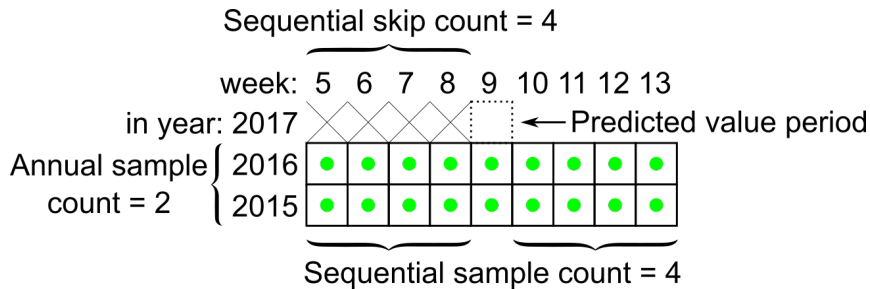 Sequential skip count = 4
week: 5 6 7 8 9 10 11 12 13
in year: 2017 Predicted value period
Annual sample count = 2
2016
2015
Sequential sample count = 4